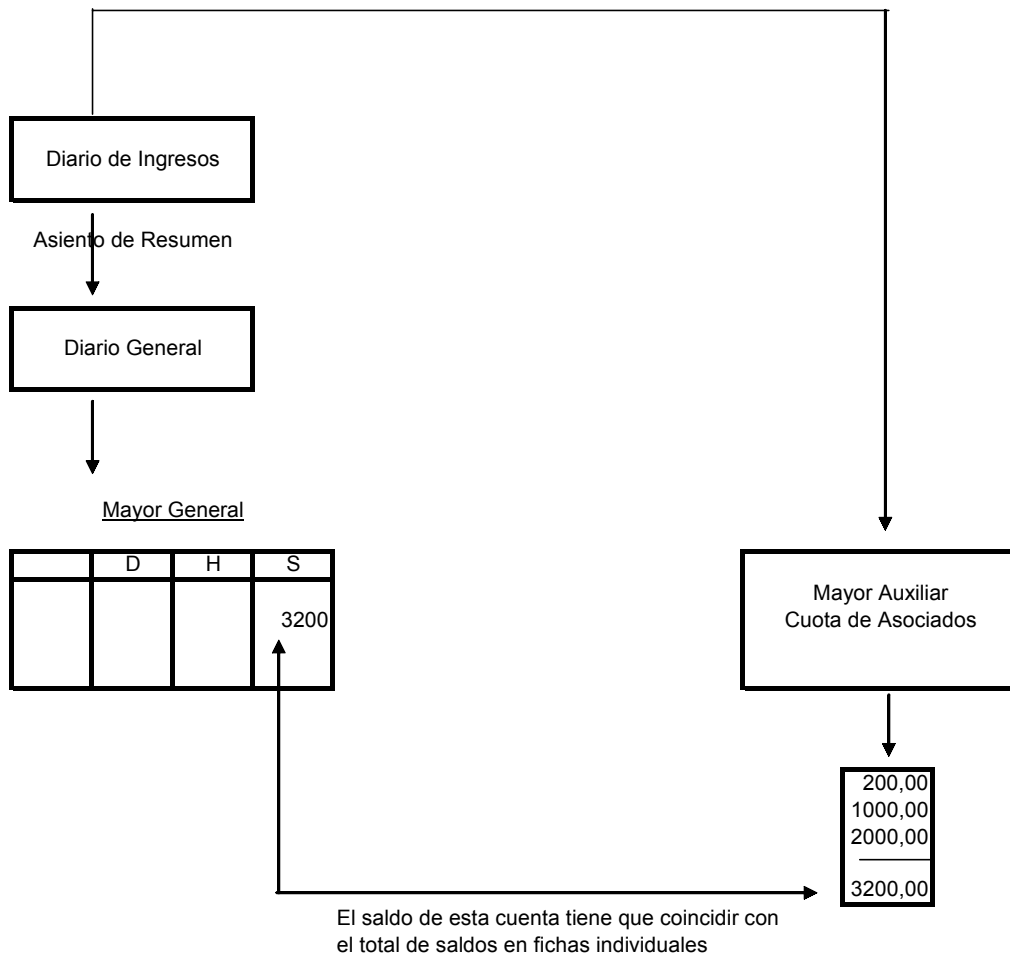 Diario de Ingresos
Asiento de Resumen
Diario General
Mayor General
D H S
3200
Mayor Auxiliar
Cuota de Asociados
200,00
1000,00
2000,00
3200,00
El saldo de esta cuenta tiene que coincidir con
el total de saldos en fichas individuales